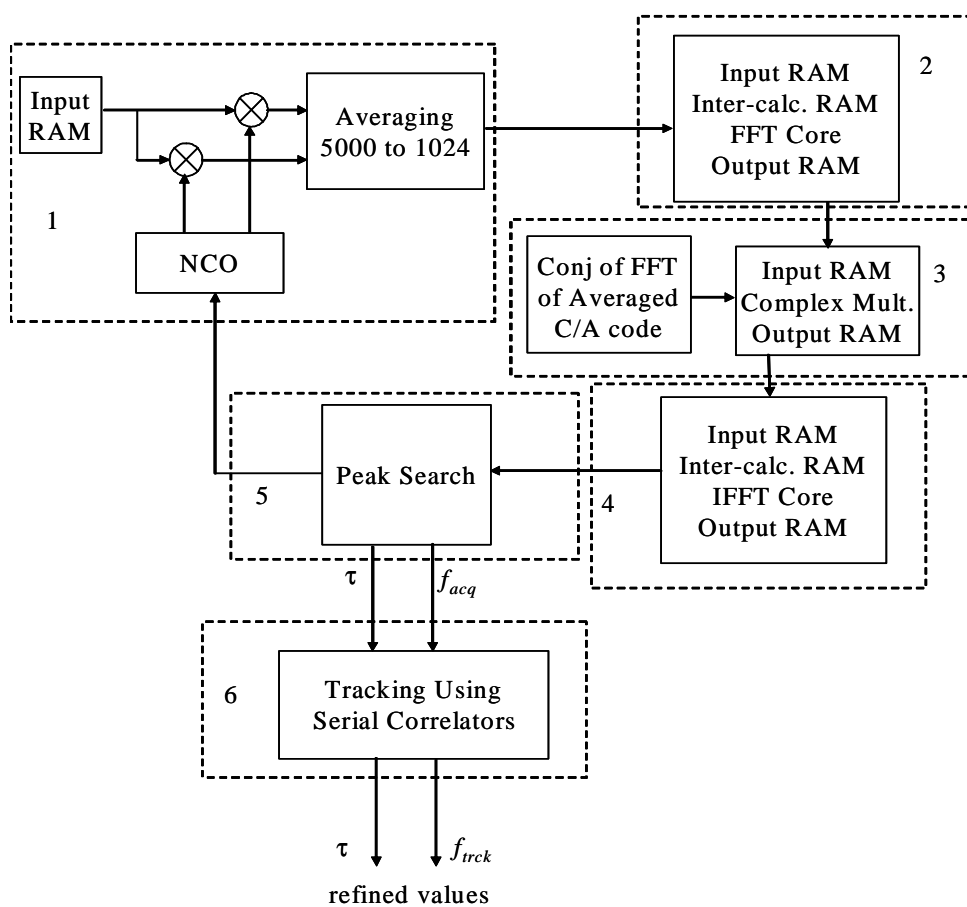 Input
RAM
Averaging
5000 to 1024
1
NCO
2
Input RAM
Inter-calc. RAM
FFT Core
Output RAM
Conj of FFT
of Averaged
C/A code
Input RAM
Complex Mult.
Output RAM
3
Input RAM
Inter-calc. RAM
IFFT Core
Output RAM
4
Peak Search
5
τ
f_acq
6
Tracking Using
Serial Correlators
τ
f_trck
refined values